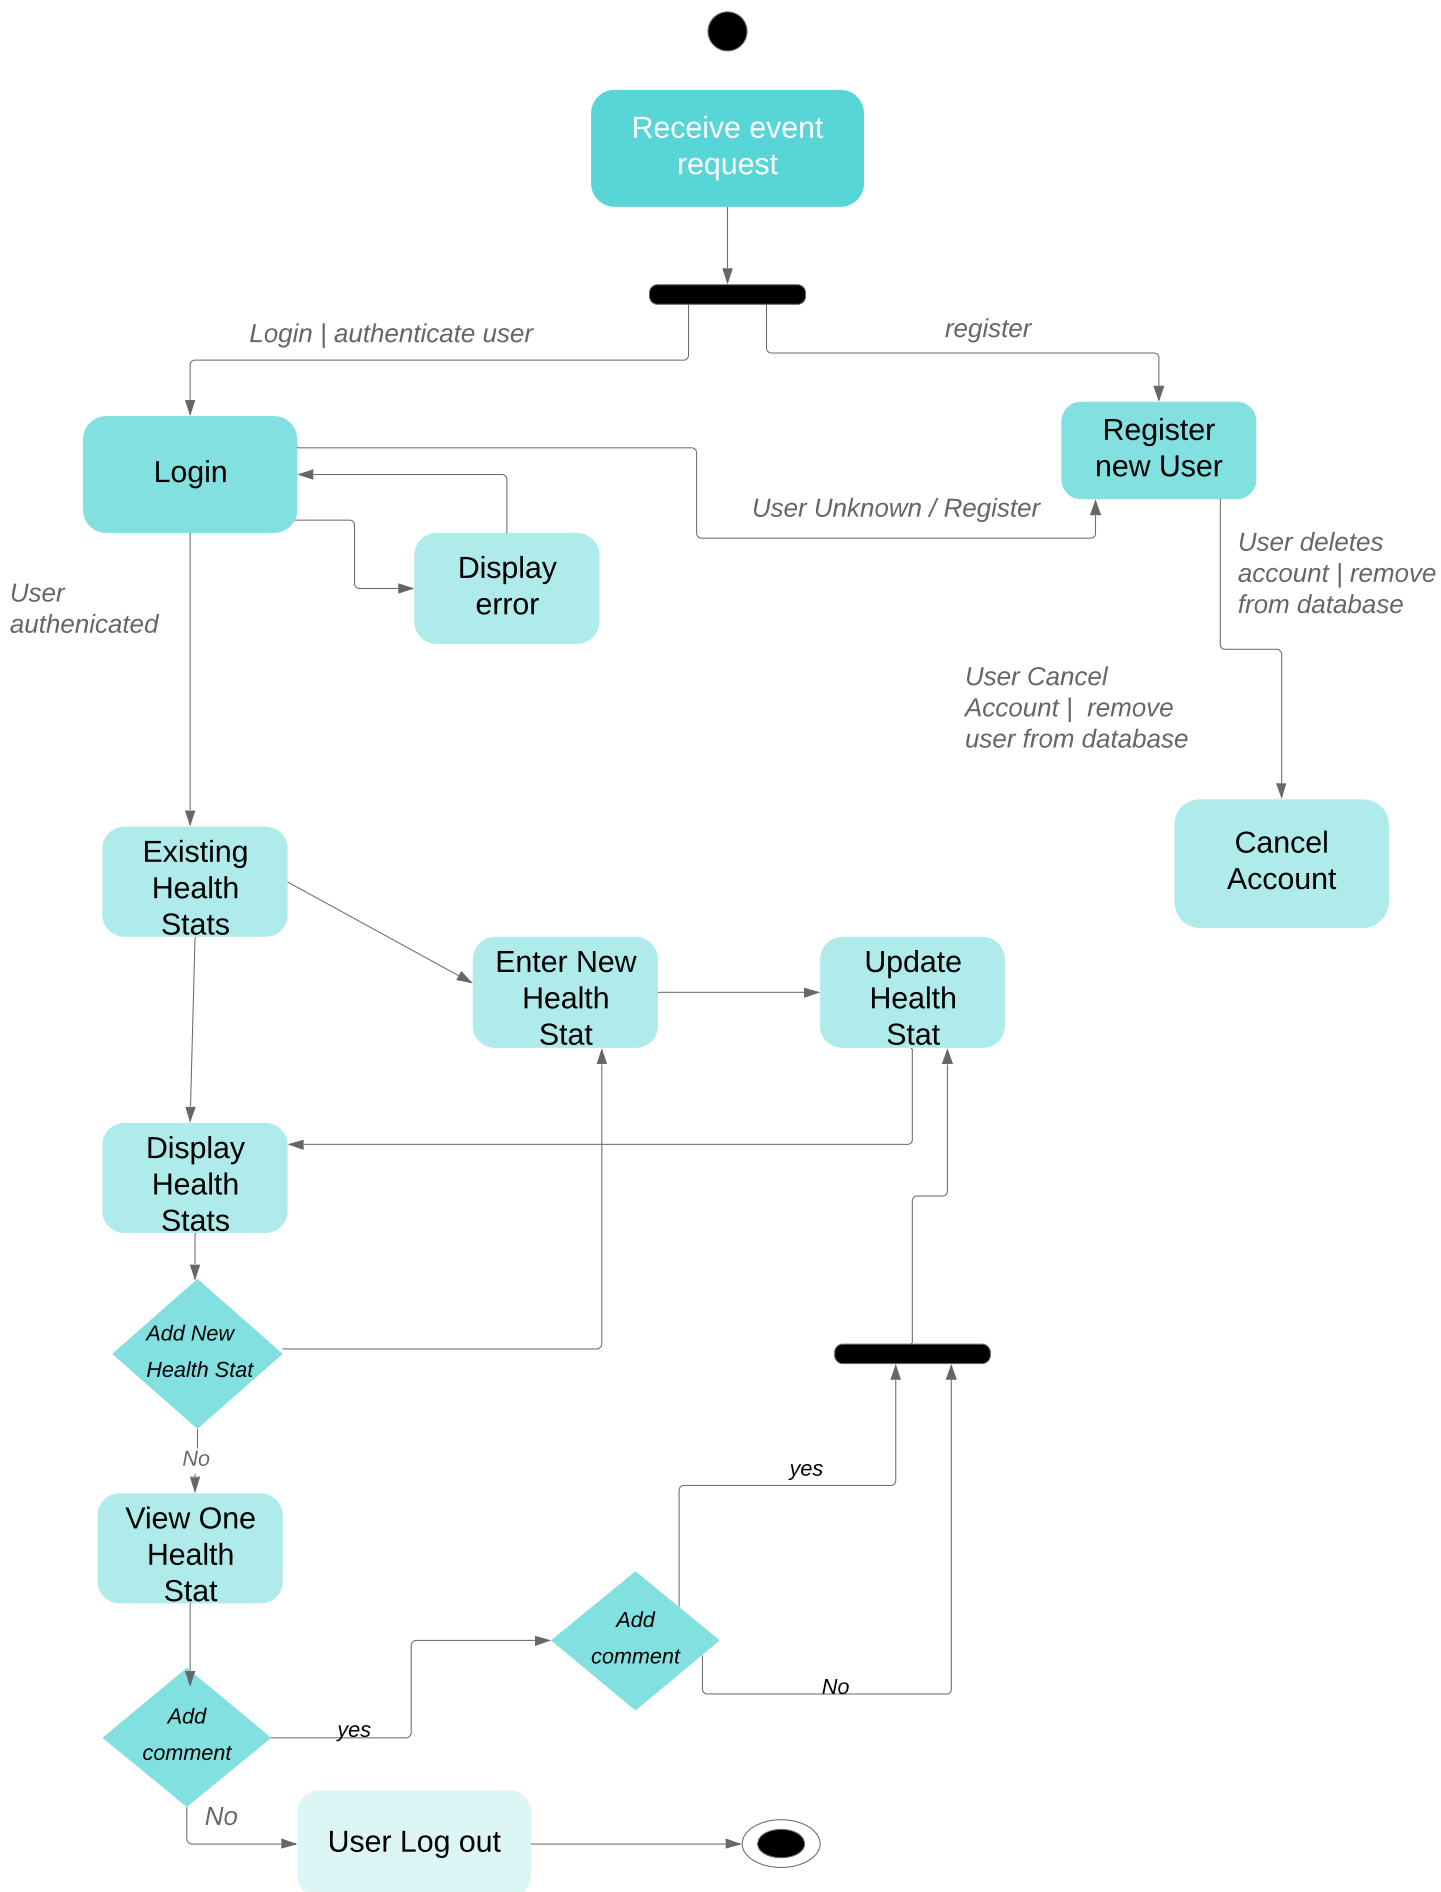 Receive event
request
Login | authenticate user
register
Login
Register
new User
User Unknown / Register
Display
error
User
authenicated
User deletes
account | remove
from database
User Cancel
Account |  remove
user from database
Existing
Health
Stats
Cancel
Account
Enter New
Health
Stat
Update
Health
Stat
Display
Health
Stats
Add New
Health Stat
No
yes
View One
Health
Stat
Add
comment
No
Add
comment
yes
No
User Log out